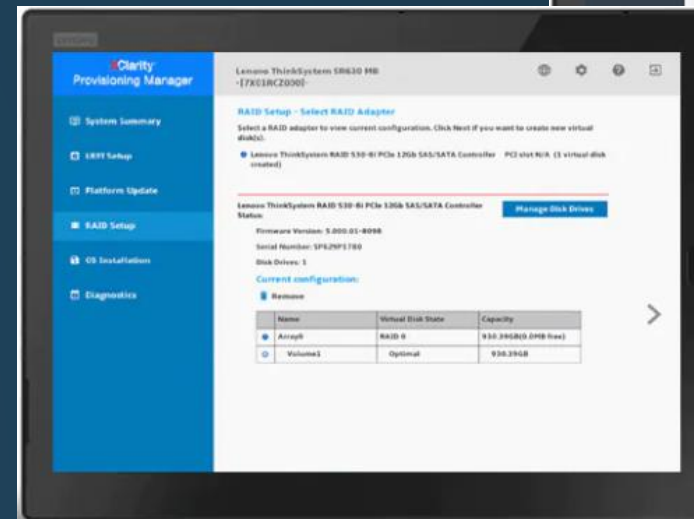 Lenovo
XClarity
Provisioning Manager
Lenovo ThinkSystem SR630 MB
System Summary
UEFI Setup
Platform Update
RAID Setup
OS Installation
Diagnostics
RAID Setup - Select RAID Adapter
Select a RAID adapter to view current configuration. Click Next if you want to create new virtual
disk(s).
Lenovo ThinkSystem RAID 530-8i PCIe 12Gb SAS/SATA Controller PCI slot N/A (1 virtual disk
created)
Lenovo ThinkSystem RAID 530-8i PCIe 12Gb SAS/SATA Controller
Status:
Manage Disk Drives
Firmware Version: 5.000.01-8098
Serial Number:
Disk Drives: 1
Current configuration:
Remove
Name Virtual Disk State Capacity
Array0 RAID 0 930.39GB(0.0MB free)
Volume1 Optimal 930.39GB